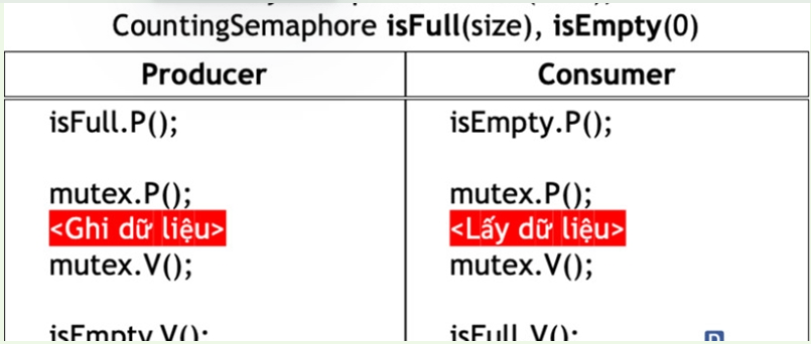 CountingSemaphore isFull(size), isEmpty(0)
Producer
Consumer
isFull.P();
isEmpty.P();
mutex.P();
mutex.P();
<Ghi dữ liệu>
<Lấy dữ liệu>
mutex.V();
mutex.V();
isEmpty.V();
isFull.V();